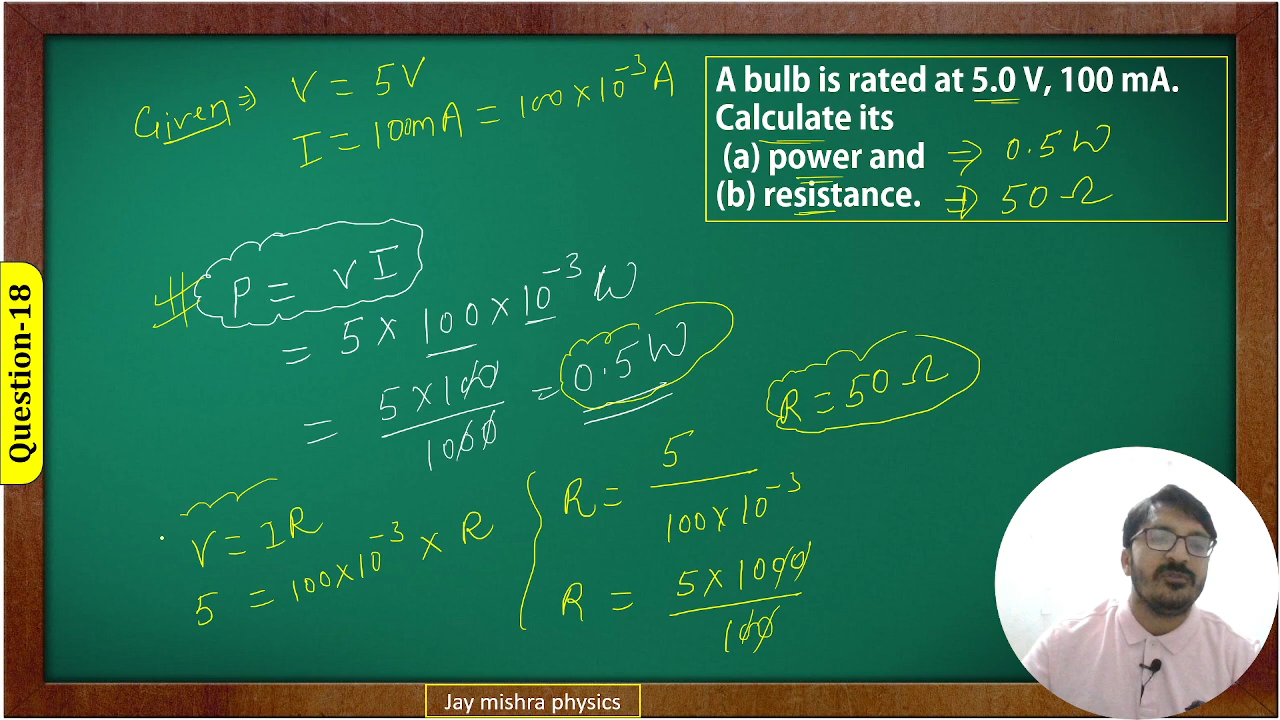 Given ⇒ V = 5V
I = 100mA = 100 × 10⁻³ A
A bulb is rated at 5.0 V, 100 mA.
Calculate its
(a) power and ⇒ 0.5 W
(b) resistance. ⇒ 50 Ω
# P = VI
= 5 × 100 × 10⁻³ W
= 5 × 100 / 1000 = 0.5 W
V = IR
5 = 100 × 10⁻³ × R
R = 5 / 100 × 10⁻³
R = 5 × 1000 / 100
R = 50 Ω
Question-18
Jay mishra physics